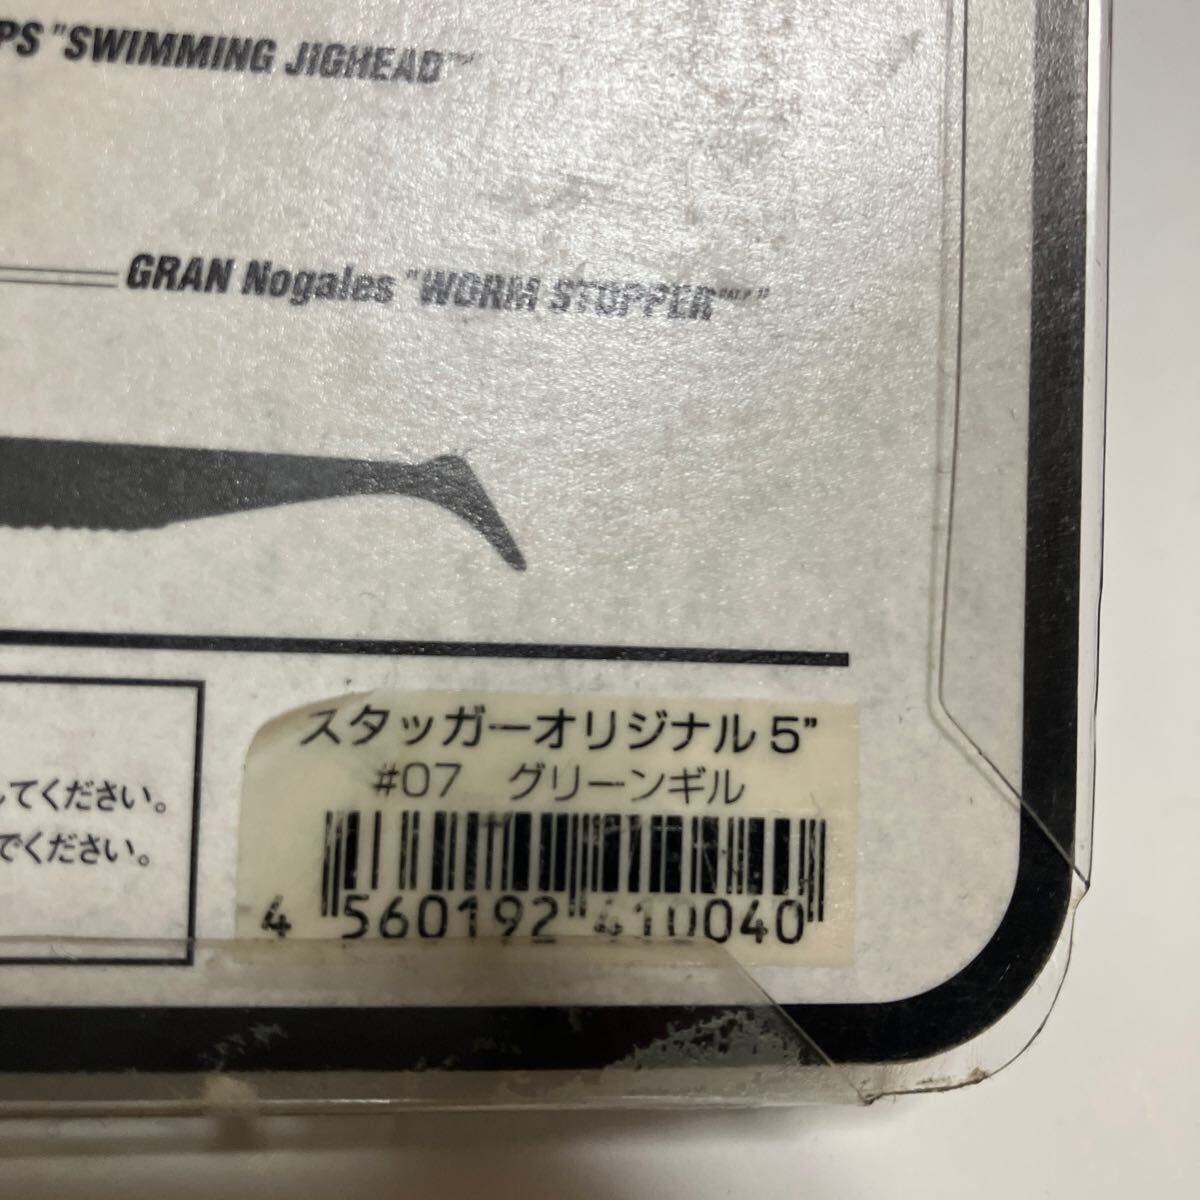 PS "SWIMMING JIGHEAD™
GRAN Nogales "WORM STOPPER PAT.P."
してください。
でください。
スタッガーオリジナル 5”
#07 グリーンギル
4 560192 410040